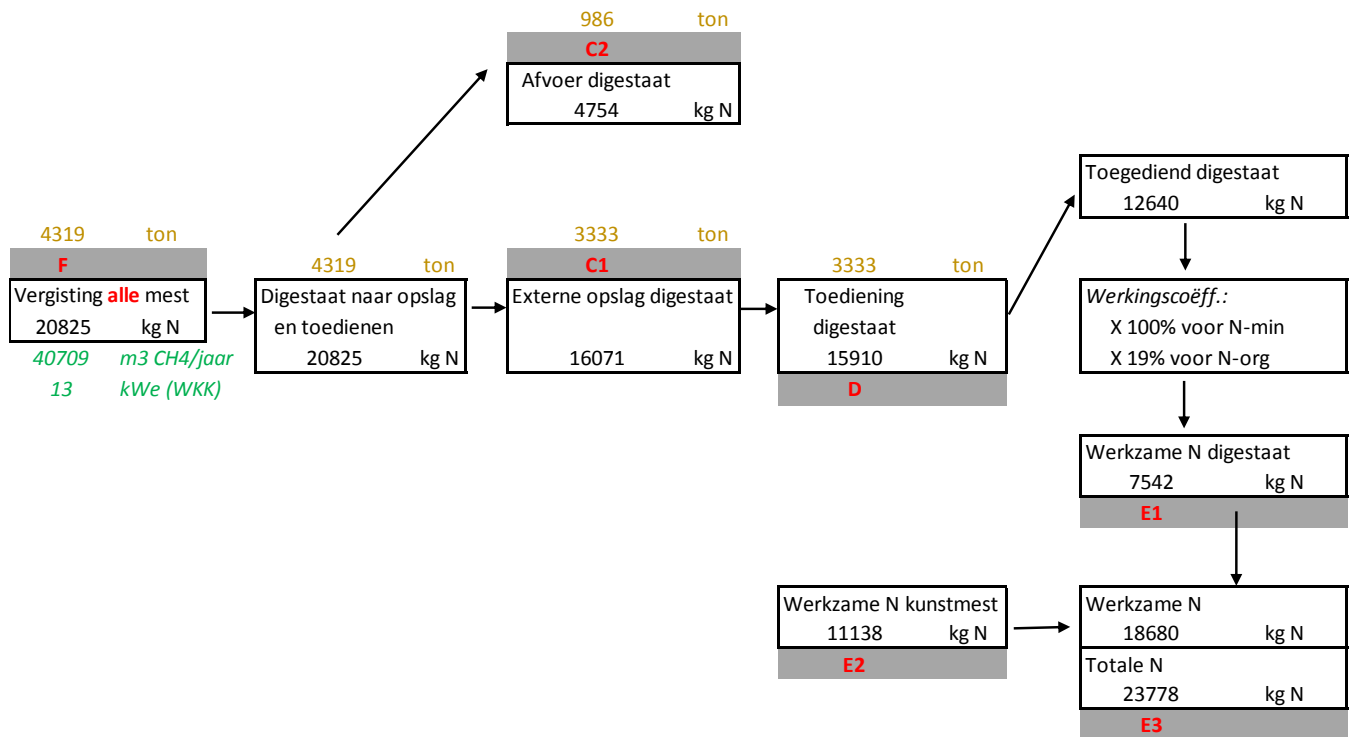 986 ton
C2
Afvoer digestaat
4754 kg N
Toegediend digestaat
12640 kg N
4319 ton
F
Vergisting alle mest
20825 kg N
40709 m3 CH4/jaar
13 kWe (WKK)
4319 ton
Digestaat naar opslag
en toedienen
20825 kg N
3333 ton
C1
Externe opslag digestaat
16071 kg N
3333 ton
Toediening
digestaat
15910 kg N
D
Werkingscoëff.:
X 100% voor N-min
X 19% voor N-org
Werkzame N digestaat
7542 kg N
E1
Werkzame N kunstmest
11138 kg N
E2
Werkzame N
18680 kg N
Totale N
23778 kg N
E3